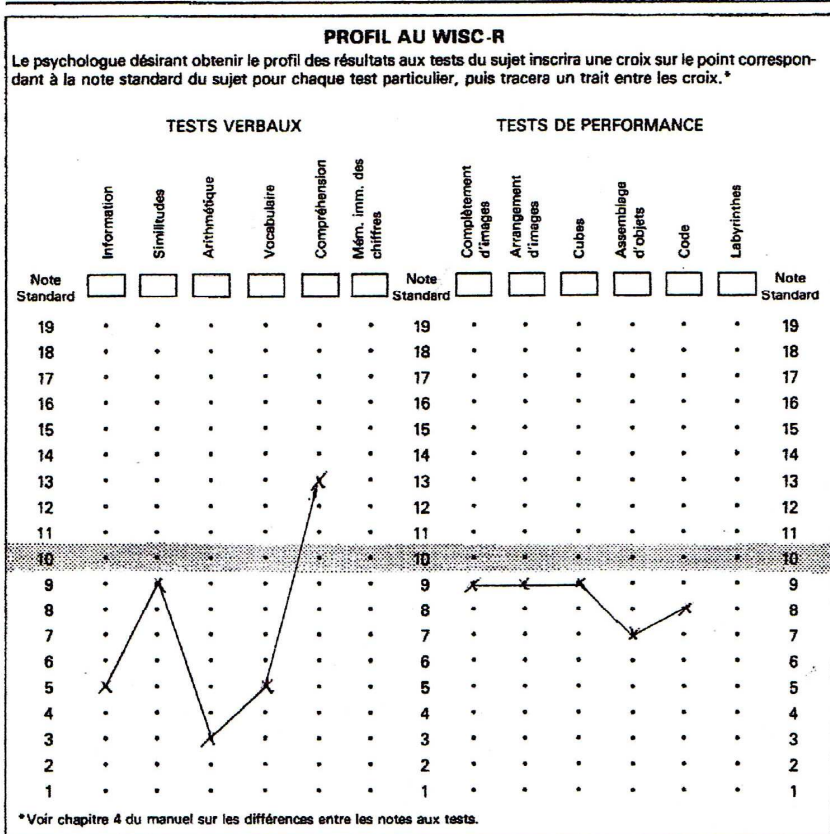 PROFIL AU WISC-R
Le psychologue désirant obtenir le profil des résultats aux tests du sujet inscrira une croix sur le point correspon-
dant à la note standard du sujet pour chaque test particulier, puis tracera un trait entre les croix.*
TESTS VERBAUX
TESTS DE PERFORMANCE
Information
Similitudes
Arithmétique
Vocabulaire
Compréhension
Mém. imm. des
chiffres
Complètement
d'images
Arrangement
d'images
Cubes
Assemblage
d'objets
Code
Labyrinthes
Note Note Note
Standard Standard Standard
19 19 19
18 18 18
17 17 17
16 16 16
15 15 15
14 14 14
13 13 13
12 12 12
11 11 11
10 10 10
9 9 9
8 8 8
7 7 7
6 6 6
5 5 5
4 4 4
3 3 3
2 2 2
1 1 1
*Voir chapitre 4 du manuel sur les différences entre les notes aux tests.